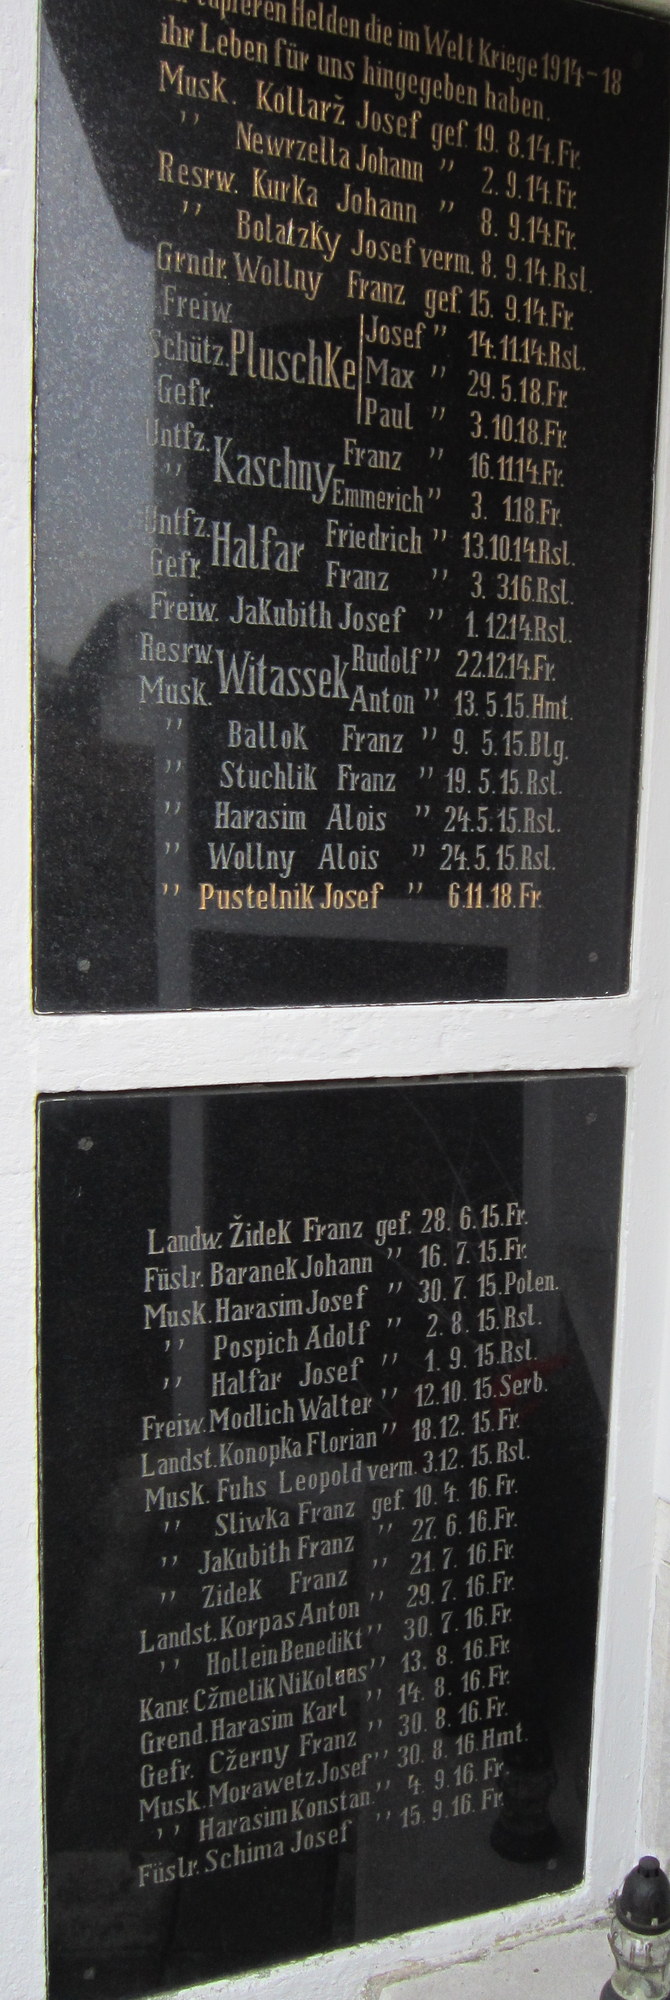 tapferen Helden die im Welt Kriege 1914-18
ihr Leben für uns hingegeben haben.
Musk. Kollarž Josef gef. 19. 8.14.Fr.
" Newrzella Johann " 2. 9.14.Fr.
Resrw. Kurka Johann " 8. 9.14.Fr.
" Bolatzky Josef verm. 8. 9.14.Rsl.
Grndr. Wollny Franz gef. 15. 9.14.Fr.
Freiw. Josef " 14.11.14.Rsl.
Schütz. Pluschke Max " 29.5.18.Fr.
Gefr. Paul " 3.10.18.Fr.
Untfz. Franz " 16.11.14.Fr.
" Kaschny Emmerich " 3. 1.18.Fr.
Untfz. Halfar Friedrich " 13.10.14.Rsl.
Gefr. Franz " 3. 3.16.Rsl.
Freiw. Jakubith Josef " 1. 12.14.Rsl.
Resrw. Witassek Rudolf " 22.12.14.Fr.
Musk. Anton " 13. 5.15.Hmt.
" Ballok Franz " 9. 5.15.Blg.
" Stuchlik Franz " 19. 5. 15.Rsl.
" Harasim Alois " 24.5. 15.Rsl.
" Wollny Alois " 24.5. 15.Rsl.
" Pustelnik Josef " 6.11.18.Fr.
Landw. Židek Franz gef. 28. 6.15.Fr.
Füslr. Baranek Johann " 16. 7. 15.Fr.
Musk. Harasim Josef " 30. 7. 15.Polen.
" Pospich Adolf " 2. 8. 15.Rsl.
" Halfar Josef " 1. 9. 15.Rsl.
Freiw. Modlich Walter " 12.10. 15.Serb.
Landst. Konopka Florian " 18.12. 15.Fr.
Musk. Fuhs Leopold verm. 3.12. 15.Rsl.
" Sliwka Franz gef. 10. 4. 16.Fr.
" Jakubith Franz " 27. 6. 16.Fr.
" Zidek Franz " 21. 7. 16.Fr.
Landst. Korpas Anton " 29. 7. 16.Fr.
" Hollein Benedikt " 30. 7. 16.Fr.
Kanr. Cžmelik Nikolaus " 13. 8. 16.Fr.
Grend. Harasim Karl " 14. 8. 16.Fr.
Gefr. Cžerny Franz " 30. 8. 16.Fr.
Musk. Morawetz Josef " 30. 8. 16.Hmt.
" Harasim Konstan. " 4. 9. 16. Fr.
Füslr. Schima Josef " 15. 9.16. Fr.